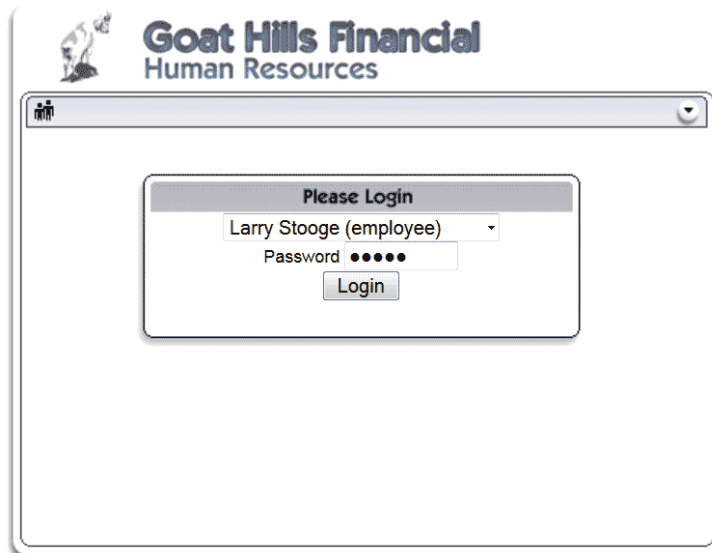 Goat Hills Financial
Human Resources
Please Login
Larry Stooge (employee)
Password ●●●●●
Login